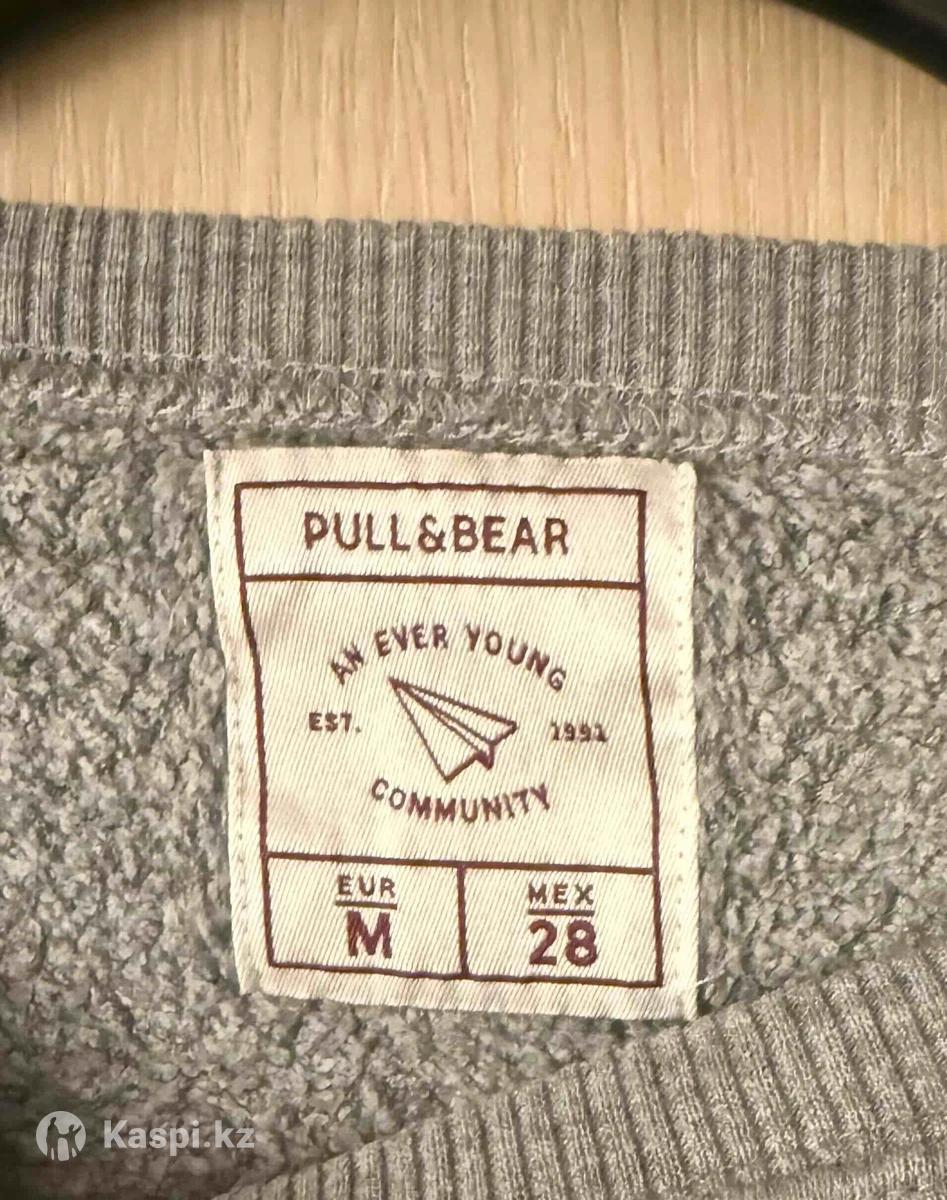 PULL&BEAR
AN EVER YOUNG
EST. 1991
COMMUNITY
EUR MEX
M 28
Kaspi.kz